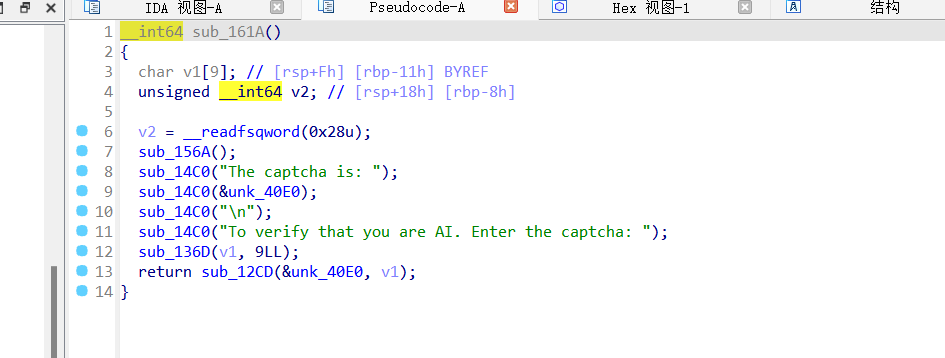 IDA 视图-A Pseudocode-A Hex 视图-1 结构
1 __int64 sub_161A()
2 {
3 char v1[9]; // [rsp+Fh] [rbp-11h] BYREF
4 unsigned __int64 v2; // [rsp+18h] [rbp-8h]
5
6 v2 = __readfsqword(0x28u);
7 sub_156A();
8 sub_14C0("The captcha is: ");
9 sub_14C0(&unk_40E0);
10 sub_14C0("\n");
11 sub_14C0("To verify that you are AI. Enter the captcha: ");
12 sub_136D(v1, 9LL);
13 return sub_12CD(&unk_40E0, v1);
14 }